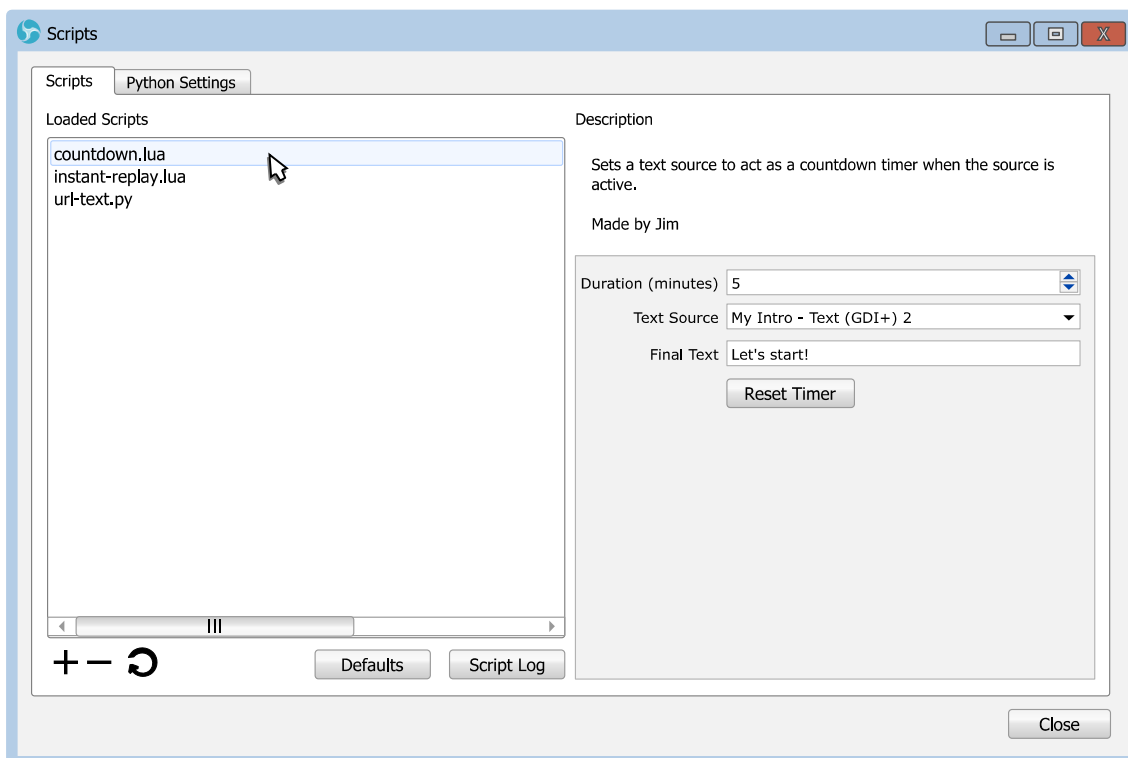 Scripts
Scripts
Python Settings
Loaded Scripts
countdown.lua
instant-replay.lua
url-text.py
Defaults
Script Log
Description
Sets a text source to act as a countdown timer when the source is
active.
Made by Jim
Duration (minutes) 5
Text Source My Intro - Text (GDI+) 2
Final Text Let's start!
Reset Timer
Close